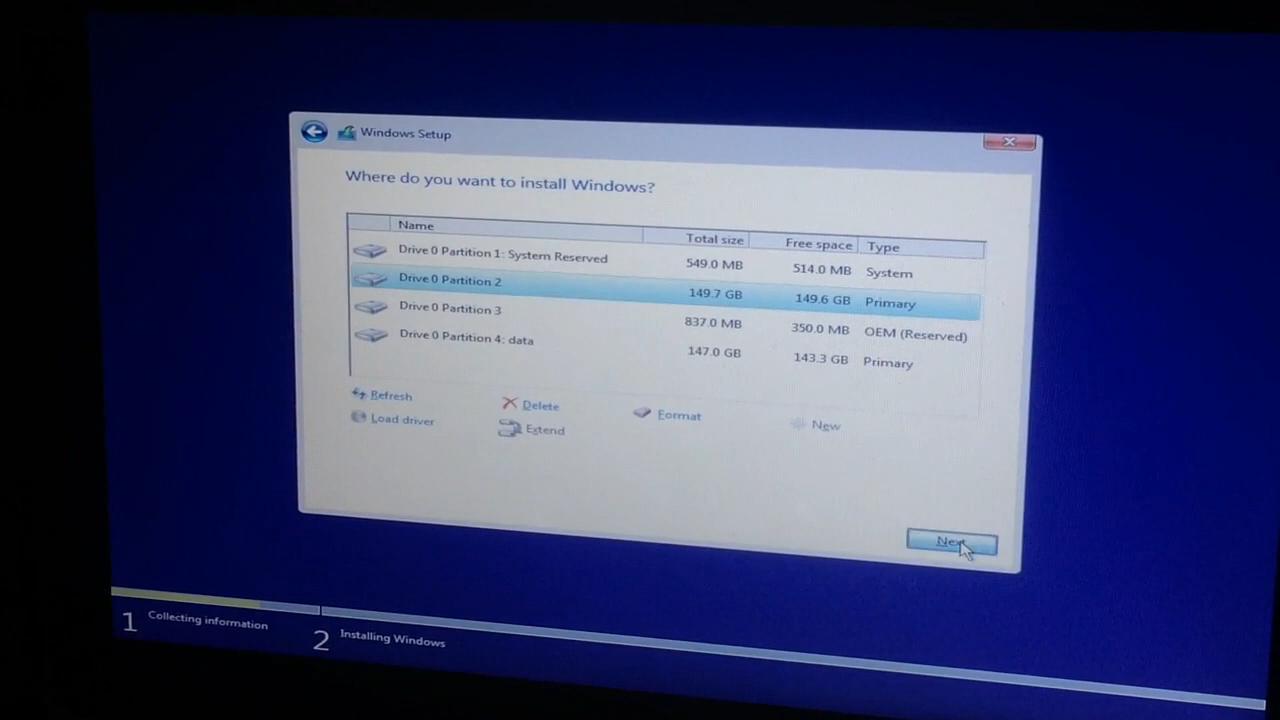 Windows Setup
Where do you want to install Windows?
Name Total size Free space Type
Drive 0 Partition 1: System Reserved 549.0 MB 514.0 MB System
Drive 0 Partition 2 149.7 GB 149.6 GB Primary
Drive 0 Partition 3 837.0 MB 350.0 MB OEM (Reserved)
Drive 0 Partition 4: data 147.0 GB 143.3 GB Primary
Refresh Delete Format New
Load driver Extend
Next
1 Collecting information 2 Installing Windows